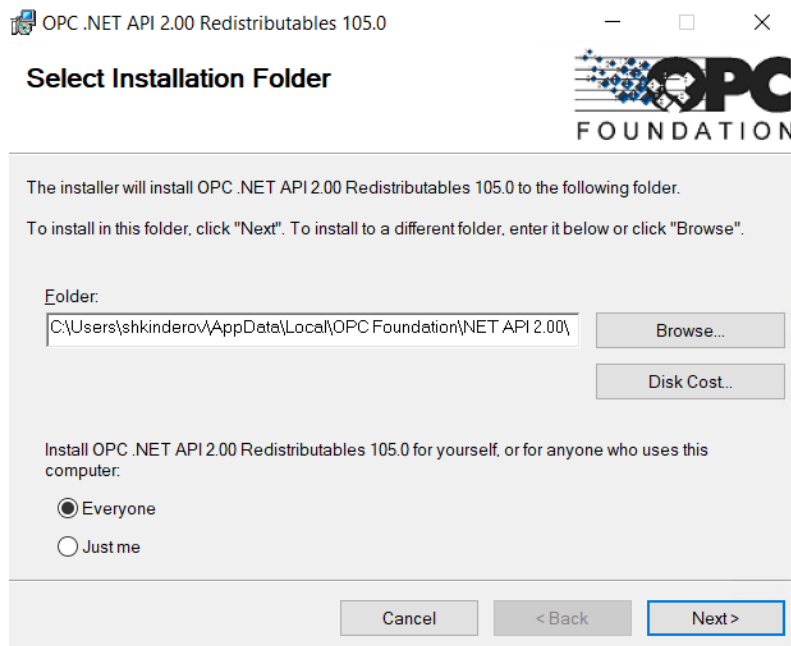 OPC .NET API 2.00 Redistributables 105.0
Select Installation Folder
OPC
FOUNDATION
The installer will install OPC .NET API 2.00 Redistributables 105.0 to the following folder.
To install in this folder, click "Next". To install to a different folder, enter it below or click "Browse".
Folder:
C:\Users\shkinderov\AppData\Local\OPC Foundation\NET API 2.00\
Browse...
Disk Cost...
Install OPC .NET API 2.00 Redistributables 105.0 for yourself, or for anyone who uses this
computer:
Everyone
Just me
Cancel
< Back
Next >